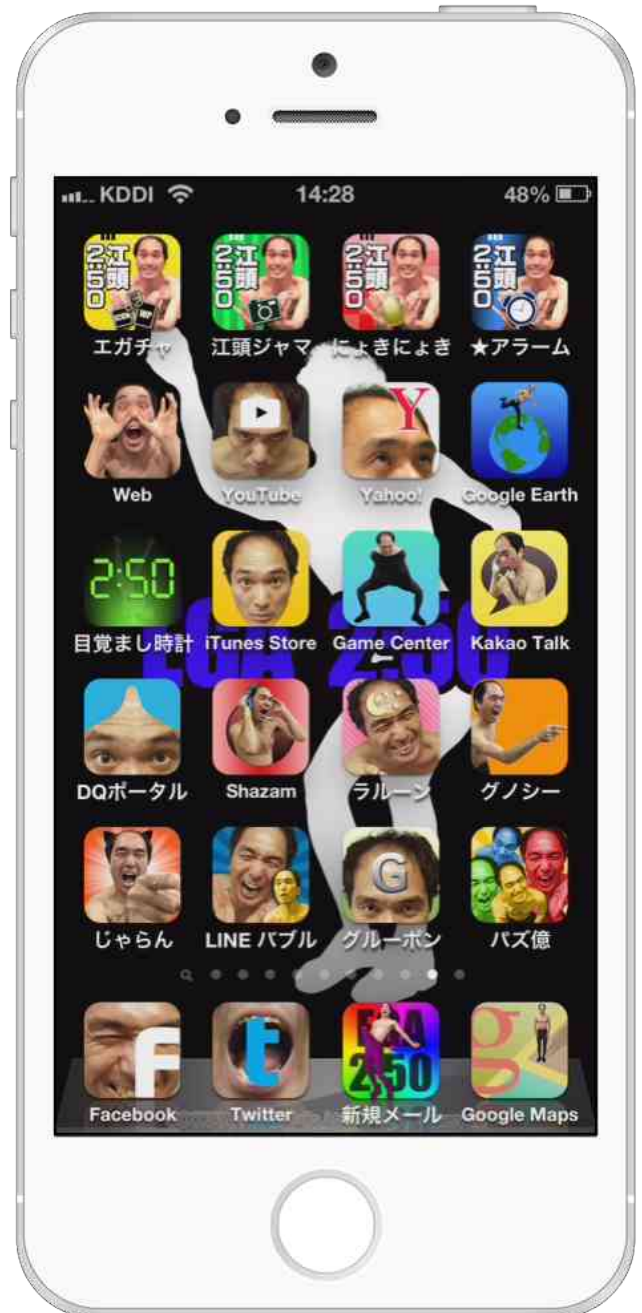 KDDI 14:28 48%
江頭 2:50 江頭 2:50 江頭 2:50 江頭 2:50
エガチャ 江頭ジャマ にょきにょき ★アラーム
Y
Web YouTube Yahoo! Google Earth
2:50
目覚まし時計 iTunes Store Game Center Kakao Talk
EGA 2:50
DQポータル Shazam ラルーン グノシー
G
じゃらん LINE バブル グルーポン パズ億
F t EGA 2:50 g
Facebook Twitter 新規メール Google Maps